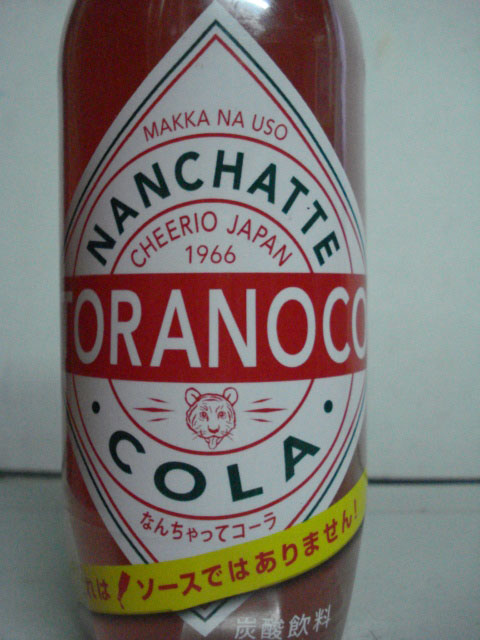 MAKKA NA USO
NANCHATTE
CHEERIO JAPAN
1966
TORANOCO
• COLA •
なんちゃってコーラ
れは!ソースではありません!
炭酸飲料